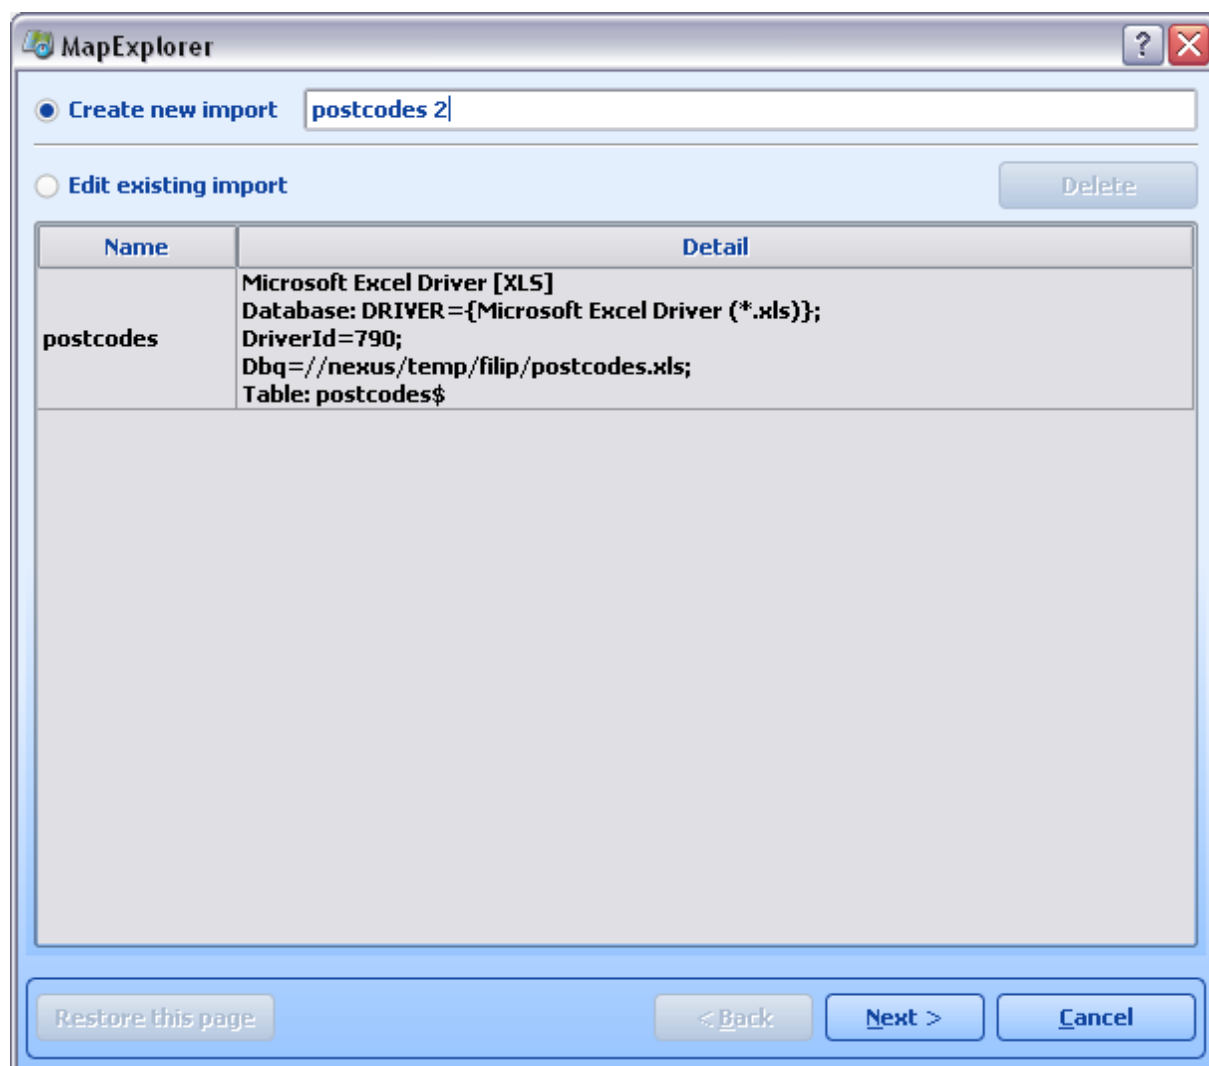 MapExplorer
Create new import postcodes 2
Edit existing import Delete
Name Detail
postcodes
Microsoft Excel Driver [XLS]
Database: DRIVER={Microsoft Excel Driver (*.xls)};
DriverId=790;
Dbq=//nexus/temp/filip/postcodes.xls;
Table: postcodes$
Restore this page < Back Next > Cancel